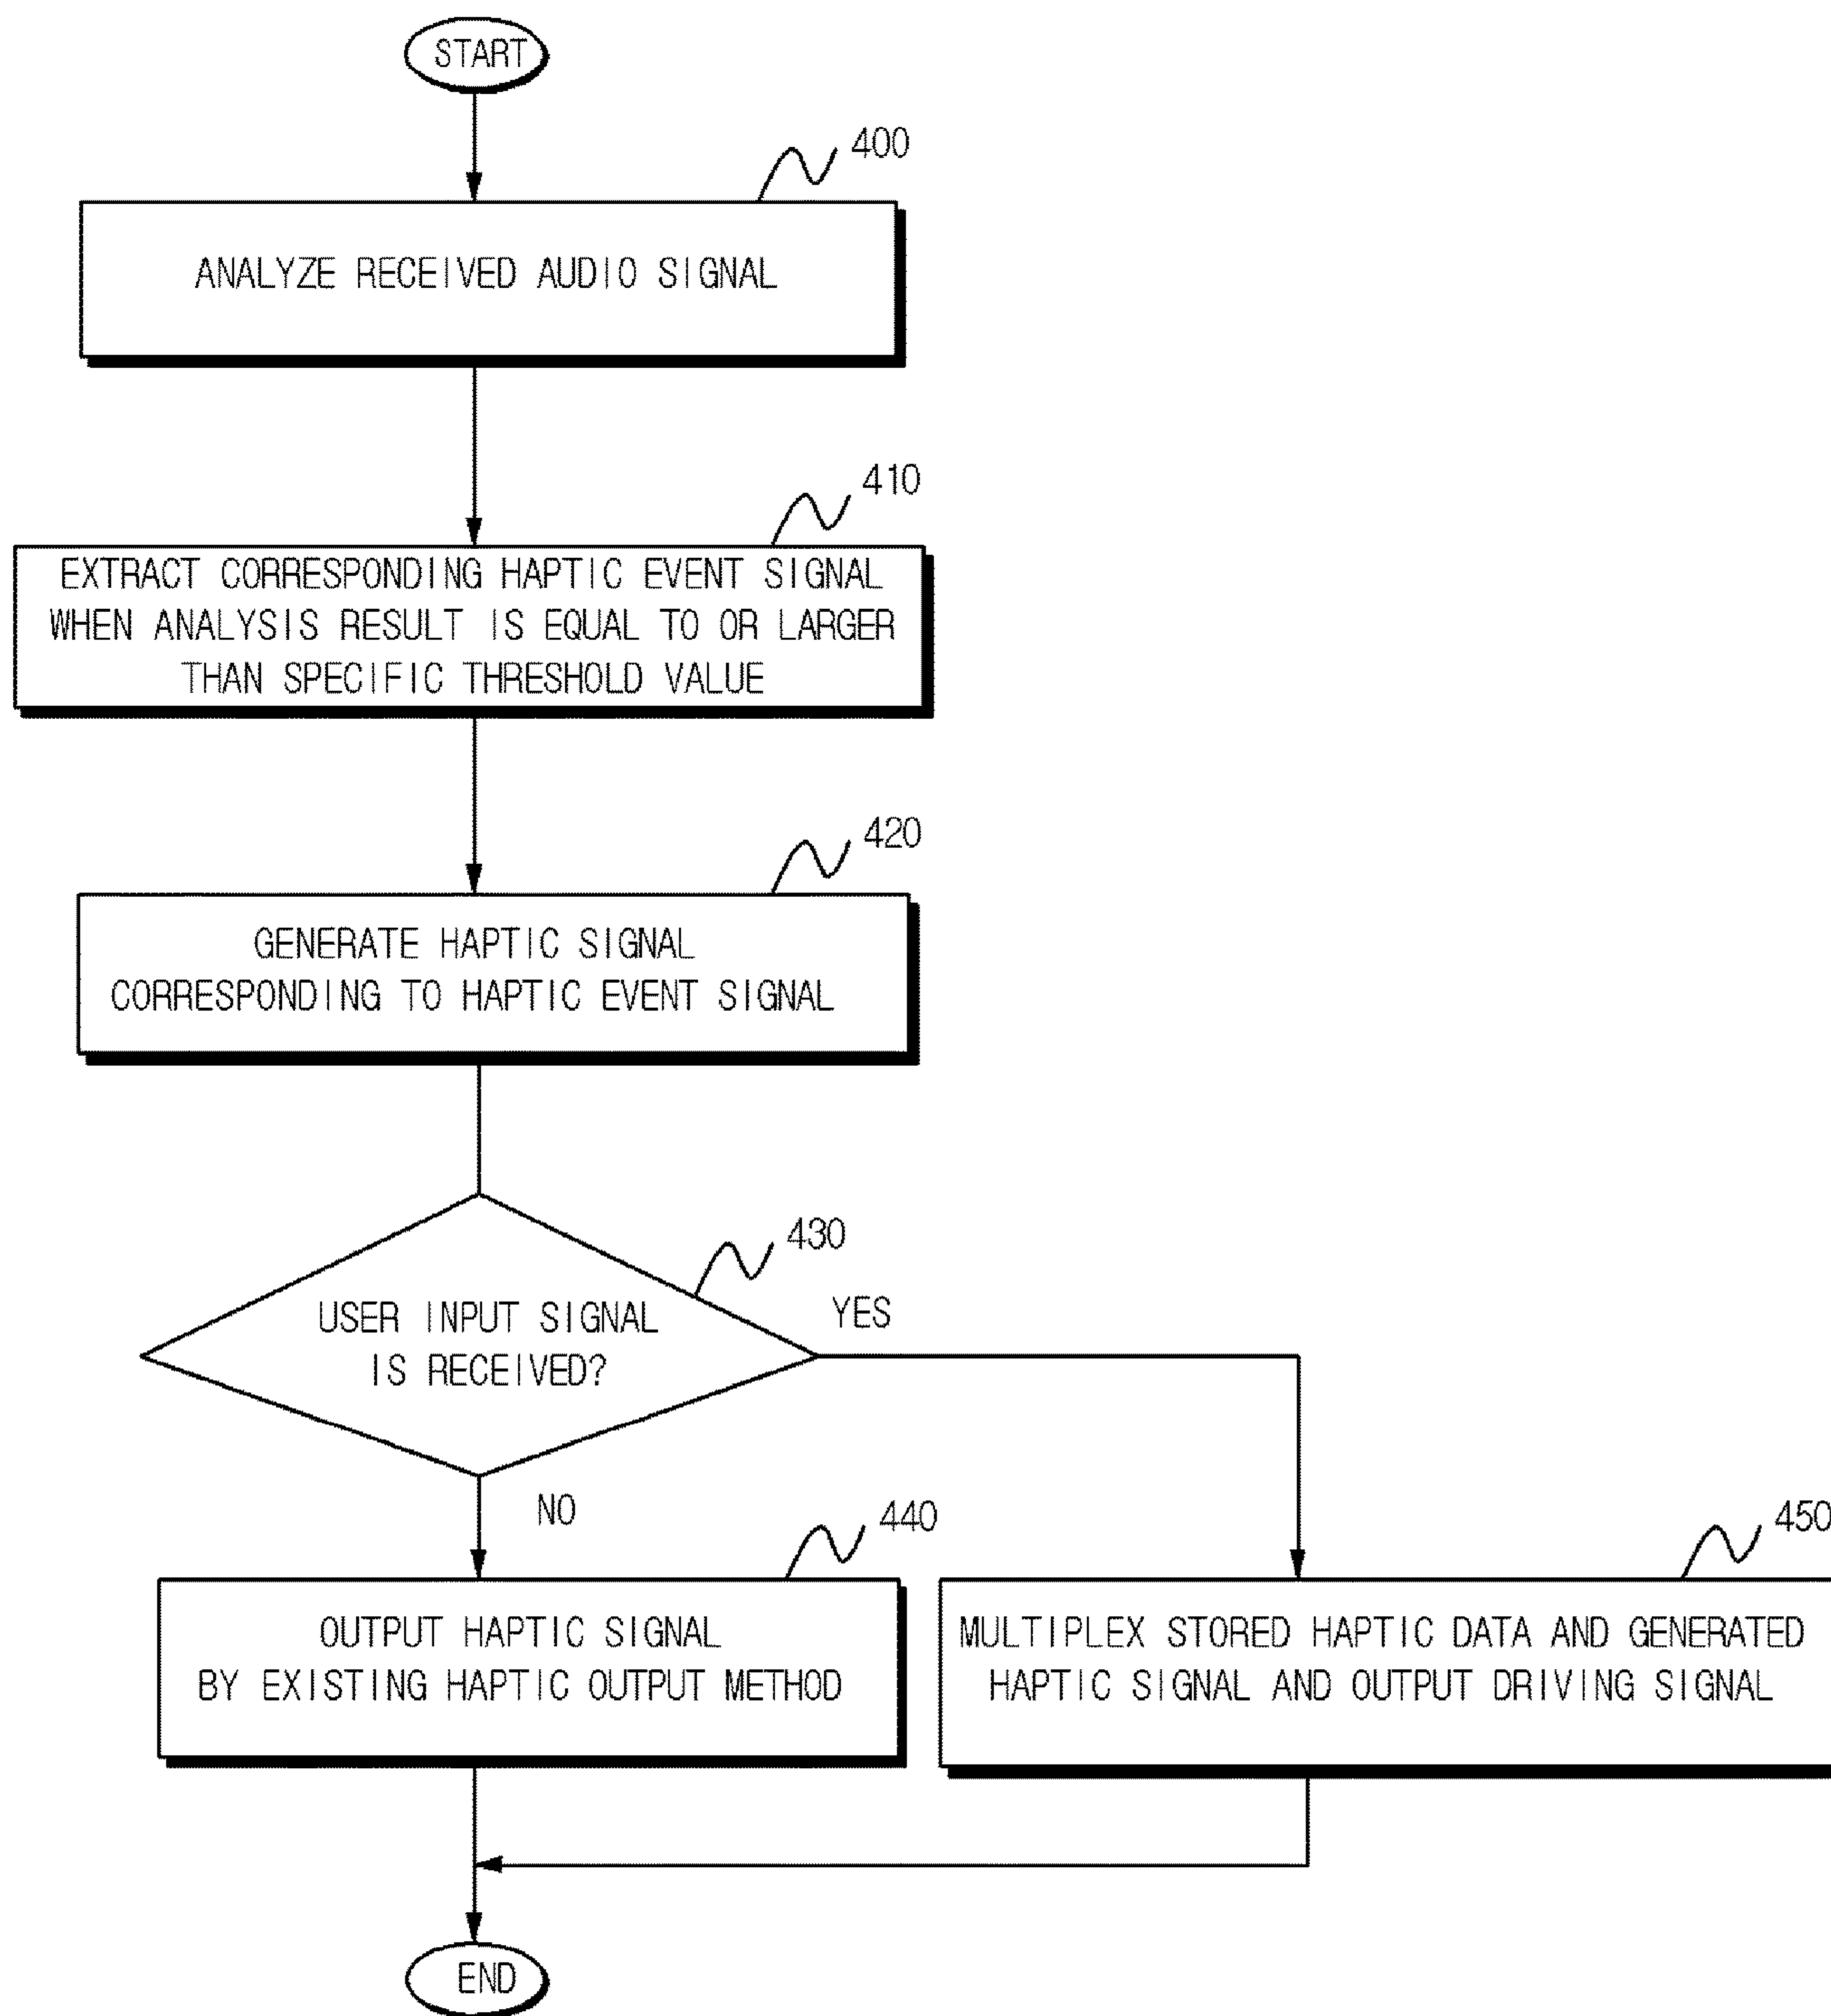 START
400
ANALYZE RECEIVED AUDIO SIGNAL
410
EXTRACT CORRESPONDING HAPTIC EVENT SIGNAL
WHEN ANALYSIS RESULT IS EQUAL TO OR LARGER
THAN SPECIFIC THRESHOLD VALUE
420
GENERATE HAPTIC SIGNAL
CORRESPONDING TO HAPTIC EVENT SIGNAL
430
USER INPUT SIGNAL
IS RECEIVED?
YES
NO
440
OUTPUT HAPTIC SIGNAL
BY EXISTING HAPTIC OUTPUT METHOD
450
MULTIPLEX STORED HAPTIC DATA AND GENERATED
HAPTIC SIGNAL AND OUTPUT DRIVING SIGNAL
END